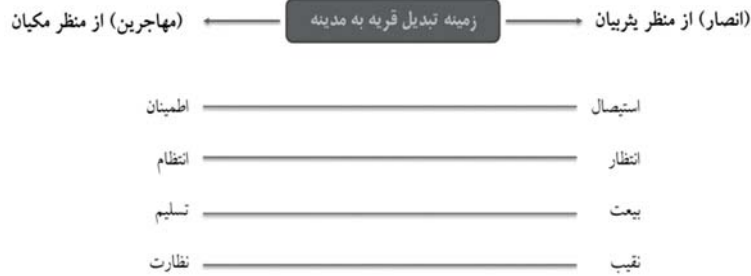 (انصار) از منظر یثربیان زمینه تبدیل قریه به مدینه (مهاجرین) از منظر مکیان
استیصال اطمینان
انتظار انتظام
بیعت تسلیم
نقیب نظارت